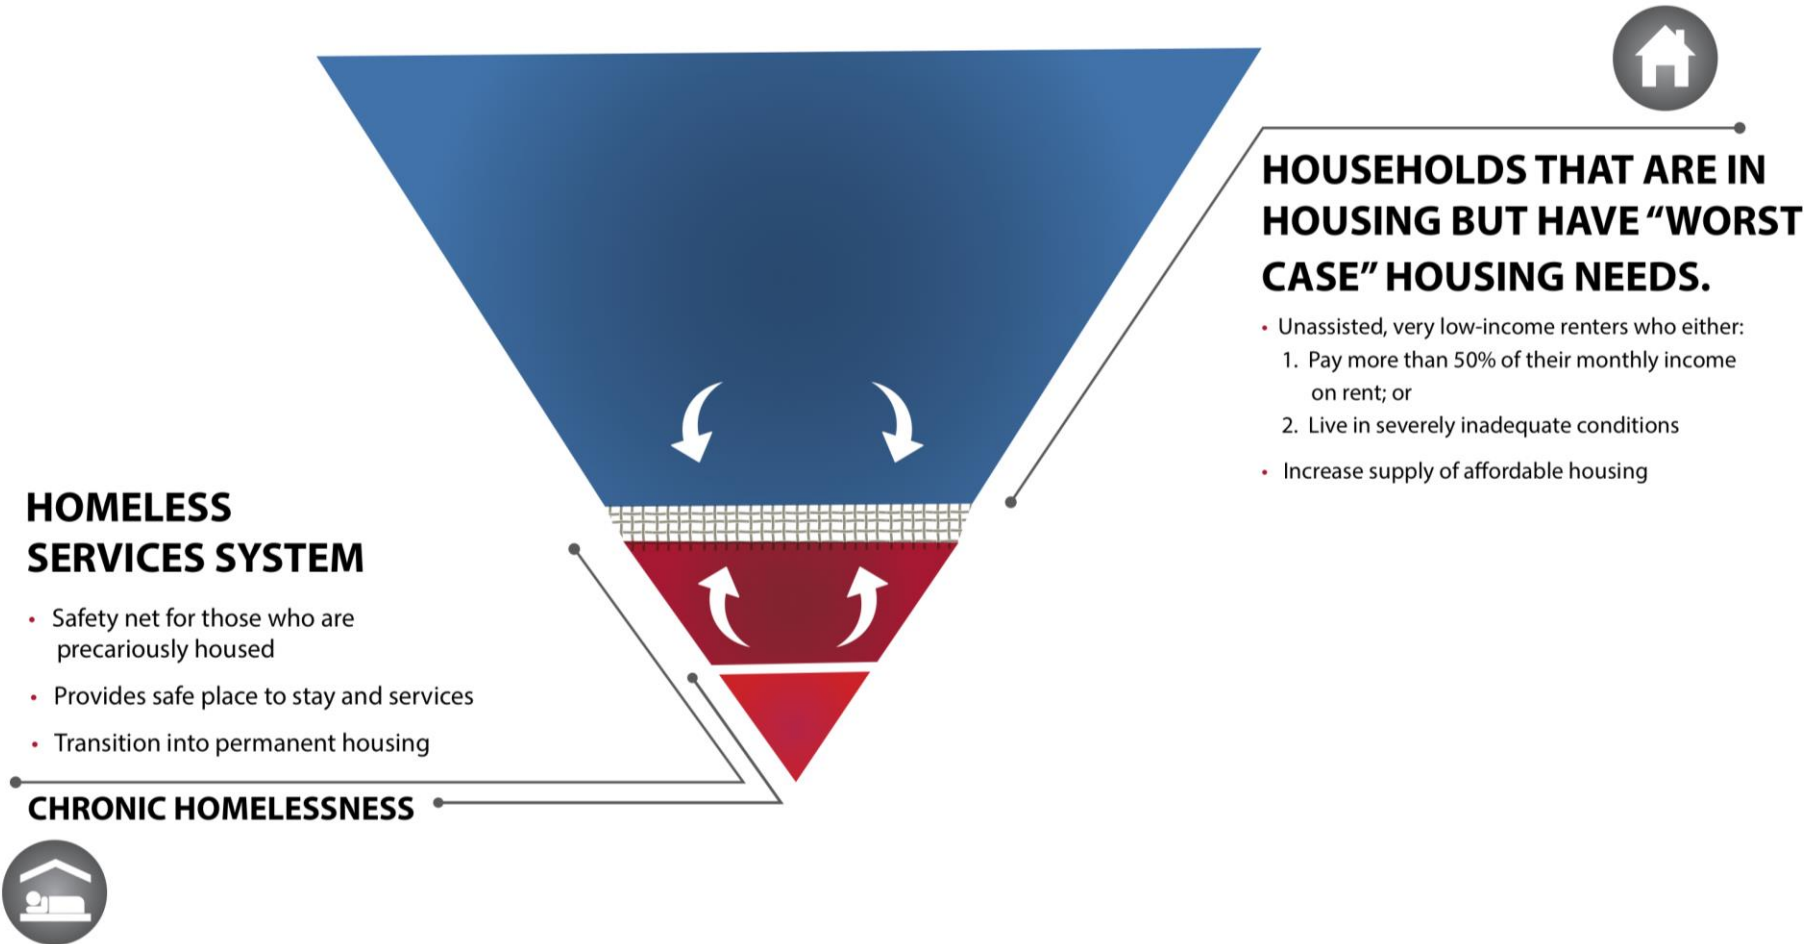 HOUSEHOLDS THAT ARE IN
HOUSING BUT HAVE “WORST
CASE” HOUSING NEEDS.
• Unassisted, very low-income renters who either:
1. Pay more than 50% of their monthly income
on rent; or
2. Live in severely inadequate conditions
• Increase supply of affordable housing
HOMELESS
SERVICES SYSTEM
• Safety net for those who are
precariously housed
• Provides safe place to stay and services
• Transition into permanent housing
CHRONIC HOMELESSNESS